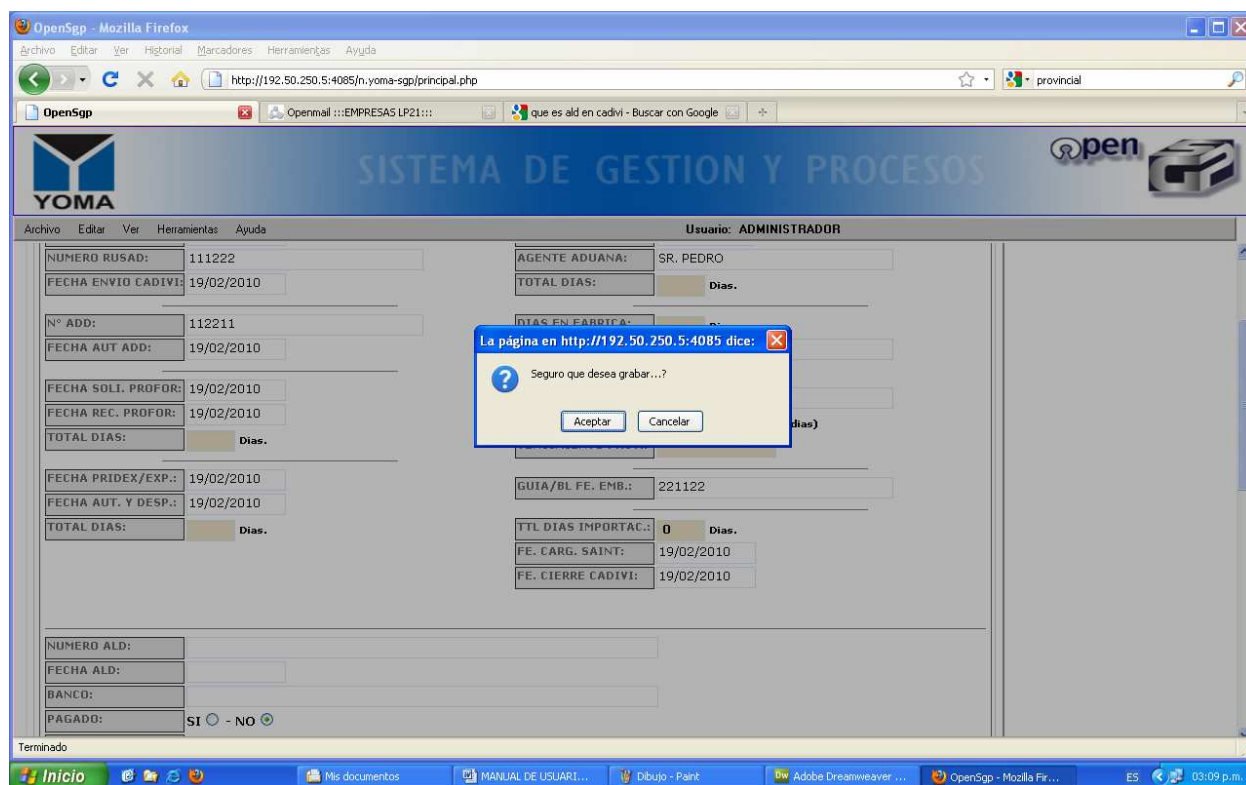 OpenSgp - Mozilla Firefox
Archivo Editar Ver Historial Marcadores Herramientas Ayuda
http://192.50.250.5:4085/n.yoma-sgp/principal.php provincial
OpenSgp Openmail :::EMPRESAS LP21::: que es ald en cadivi - Buscar con Google
YOMA SISTEMA DE GESTION Y PROCESOS Open
Archivo Editar Ver Herramientas Ayuda Usuario: ADMINISTRADOR
NUMERO RUSAD: 111222 AGENTE ADUANA: SR. PEDRO
FECHA ENVIO CADIVI: 19/02/2010 TOTAL DIAS: Dias.
N° ADD: 112211 DIAS EN FABRICA:
FECHA AUT ADD: 19/02/2010
La página en http://192.50.250.5:4085 dice:
Seguro que desea grabar...?
Aceptar Cancelar
FECHA SOLI. PROFOR: 19/02/2010
FECHA REC. PROFOR: 19/02/2010 dias)
TOTAL DIAS: Dias.
FECHA PRIDEX/EXP.: 19/02/2010 GUIA/BL FE. EMB.: 221122
FECHA AUT. Y DESP.: 19/02/2010
TOTAL DIAS: Dias. TTL DIAS IMPORTAC.: 0 Dias.
FE. CARG. SAINT: 19/02/2010
FE. CIERRE CADIVI: 19/02/2010
NUMERO ALD:
FECHA ALD:
BANCO:
PAGADO: SI - NO
Terminado
Inicio Mis documentos MANUAL DE USUARI... Dibujo - Paint Adobe Dreamweaver ... OpenSgp - Mozilla Fir... ES 03:09 p.m.